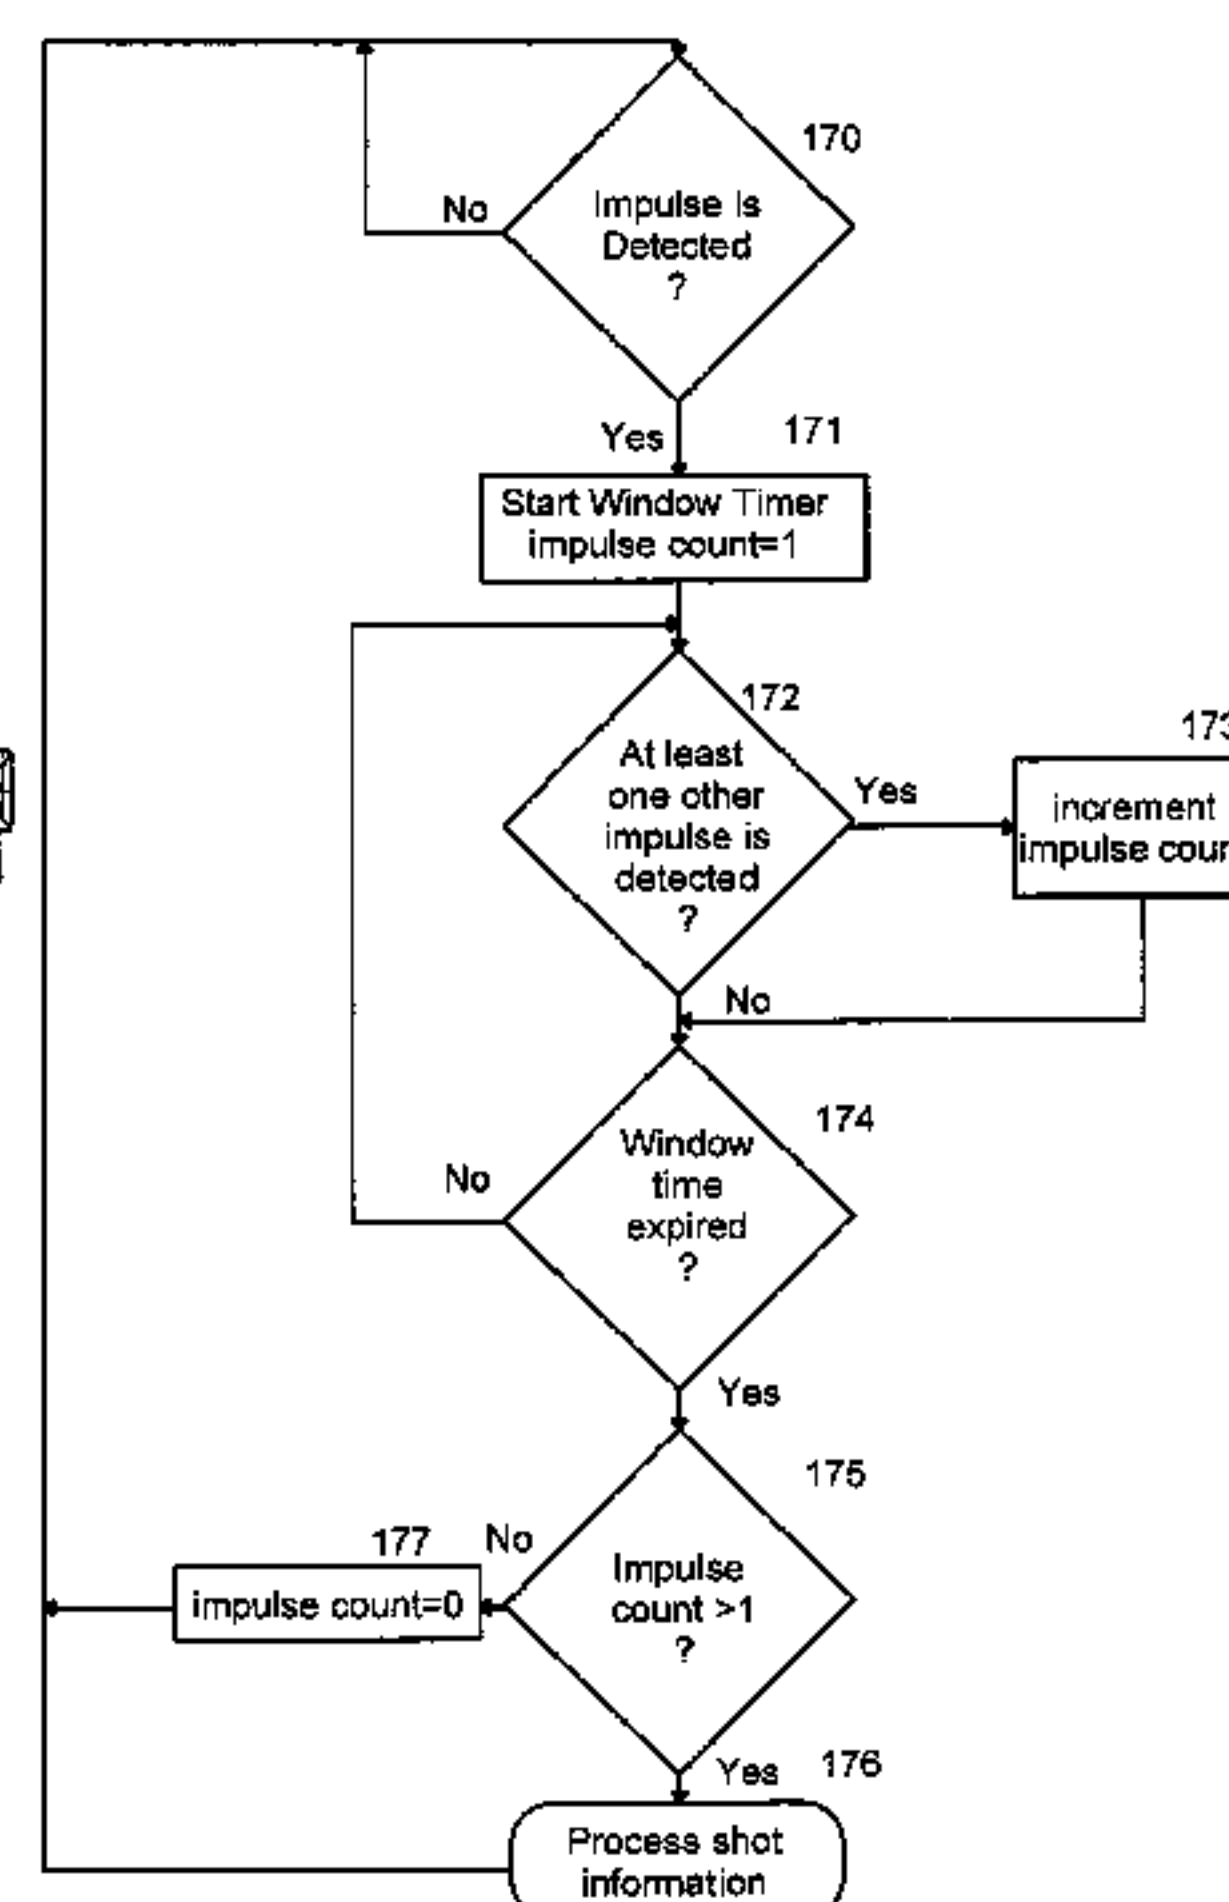 170
No
Impulse Is
Detected
?
Yes
171
Start Window Timer
impulse count=1
172
173
At least
one other
impulse is
detected
?
Yes
increment
impulse
No
174
Window
time
expired
?
No
Yes
175
177
No
Impulse
count >1
?
impulse count=0
Yes
176
Process shot
information